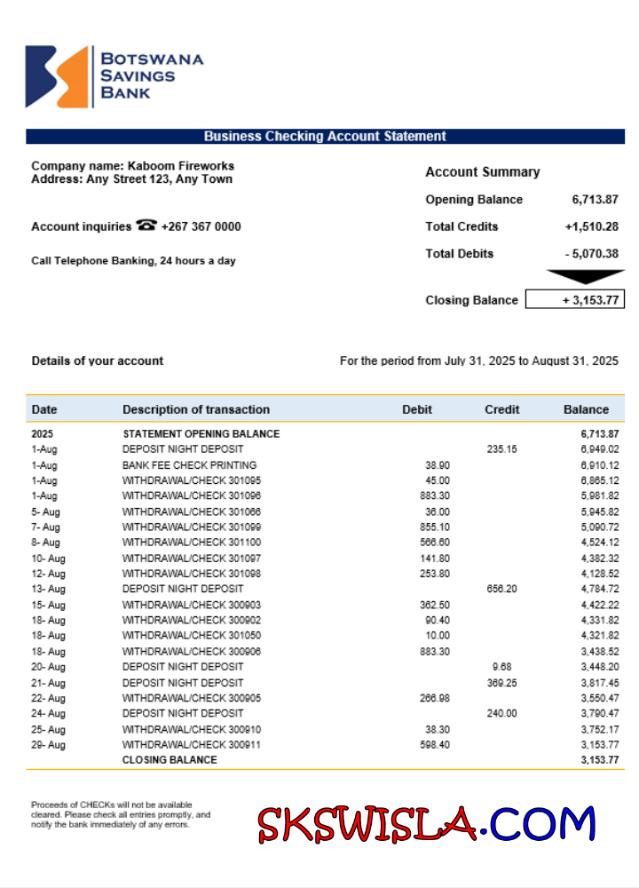 BOTSWANA
SAVINGS
BANK
Business Checking Account Statement
Company name: Kaboom Fireworks
Address: Any Street 123, Any Town
Account inquiries ☎ +267 367 0000
Call Telephone Banking, 24 hours a day
Account Summary
Opening Balance 6,713.87
Total Credits +1,510.28
Total Debits - 5,070.38
Closing Balance + 3,153.77
Details of your account For the period from July 31, 2025 to August 31, 2025
Date Description of transaction Debit Credit Balance
2025 STATEMENT OPENING BALANCE 6,713.87
1-Aug DEPOSIT NIGHT DEPOSIT 235.15 6,949.02
1-Aug BANK FEE CHECK PRINTING 38.90 6,910.12
1-Aug WITHDRAWAL/CHECK 301095 45.00 6,865.12
1-Aug WITHDRAWAL/CHECK 301096 883.30 5,981.82
5- Aug WITHDRAWAL/CHECK 301066 36.00 5,945.82
7- Aug WITHDRAWAL/CHECK 301099 855.10 5,090.72
8- Aug WITHDRAWAL/CHECK 301100 566.60 4,524.12
10- Aug WITHDRAWAL/CHECK 301097 141.80 4,382.32
12- Aug WITHDRAWAL/CHECK 301098 253.80 4,128.52
13- Aug DEPOSIT NIGHT DEPOSIT 656.20 4,784.72
15- Aug WITHDRAWAL/CHECK 300903 362.50 4,422.22
18- Aug WITHDRAWAL/CHECK 300902 90.40 4,331.82
18- Aug WITHDRAWAL/CHECK 301050 10.00 4,321.82
18- Aug WITHDRAWAL/CHECK 300906 883.30 3,438.52
20- Aug DEPOSIT NIGHT DEPOSIT 9.68 3,448.20
21- Aug DEPOSIT NIGHT DEPOSIT 369.25 3,817.45
22- Aug WITHDRAWAL/CHECK 300905 266.98 3,550.47
24- Aug DEPOSIT NIGHT DEPOSIT 240.00 3,790.47
25- Aug WITHDRAWAL/CHECK 300910 38.30 3,752.17
29- Aug WITHDRAWAL/CHECK 300911 598.40 3,153.77
CLOSING BALANCE 3,153.77
Proceeds of CHECKs will not be available
cleared. Please check all entries promptly, and
notify the bank immediately of any errors.
SKSWISLA.COM